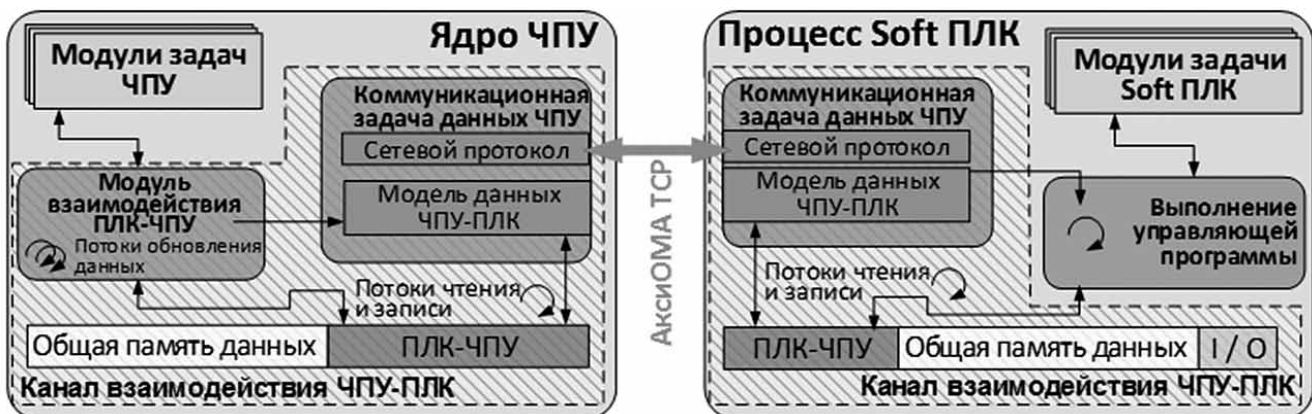 Ядро ЧПУ
Модули задач
ЧПУ
Коммуникационная
задача данных ЧПУ
Сетевой протокол
Модель данных
ЧПУ-ПЛК
Модуль
взаимодействия
ПЛК-ЧПУ
Потоки обновления
данных
Потоки чтения
и записи
Общая память данных
ПЛК-ЧПУ
Канал взаимодействия ЧПУ-ПЛК
АксиОМА ТСР
Процесс Soft ПЛК
Коммуникационная
задача данных ЧПУ
Сетевой протокол
Модель данных
ЧПУ-ПЛК
Модули задачи
Soft ПЛК
Выполнение
управляющей
программы
Потоки чтения
и записи
ПЛК-ЧПУ
Общая память данных
I / O
Канал взаимодействия ЧПУ-ПЛК